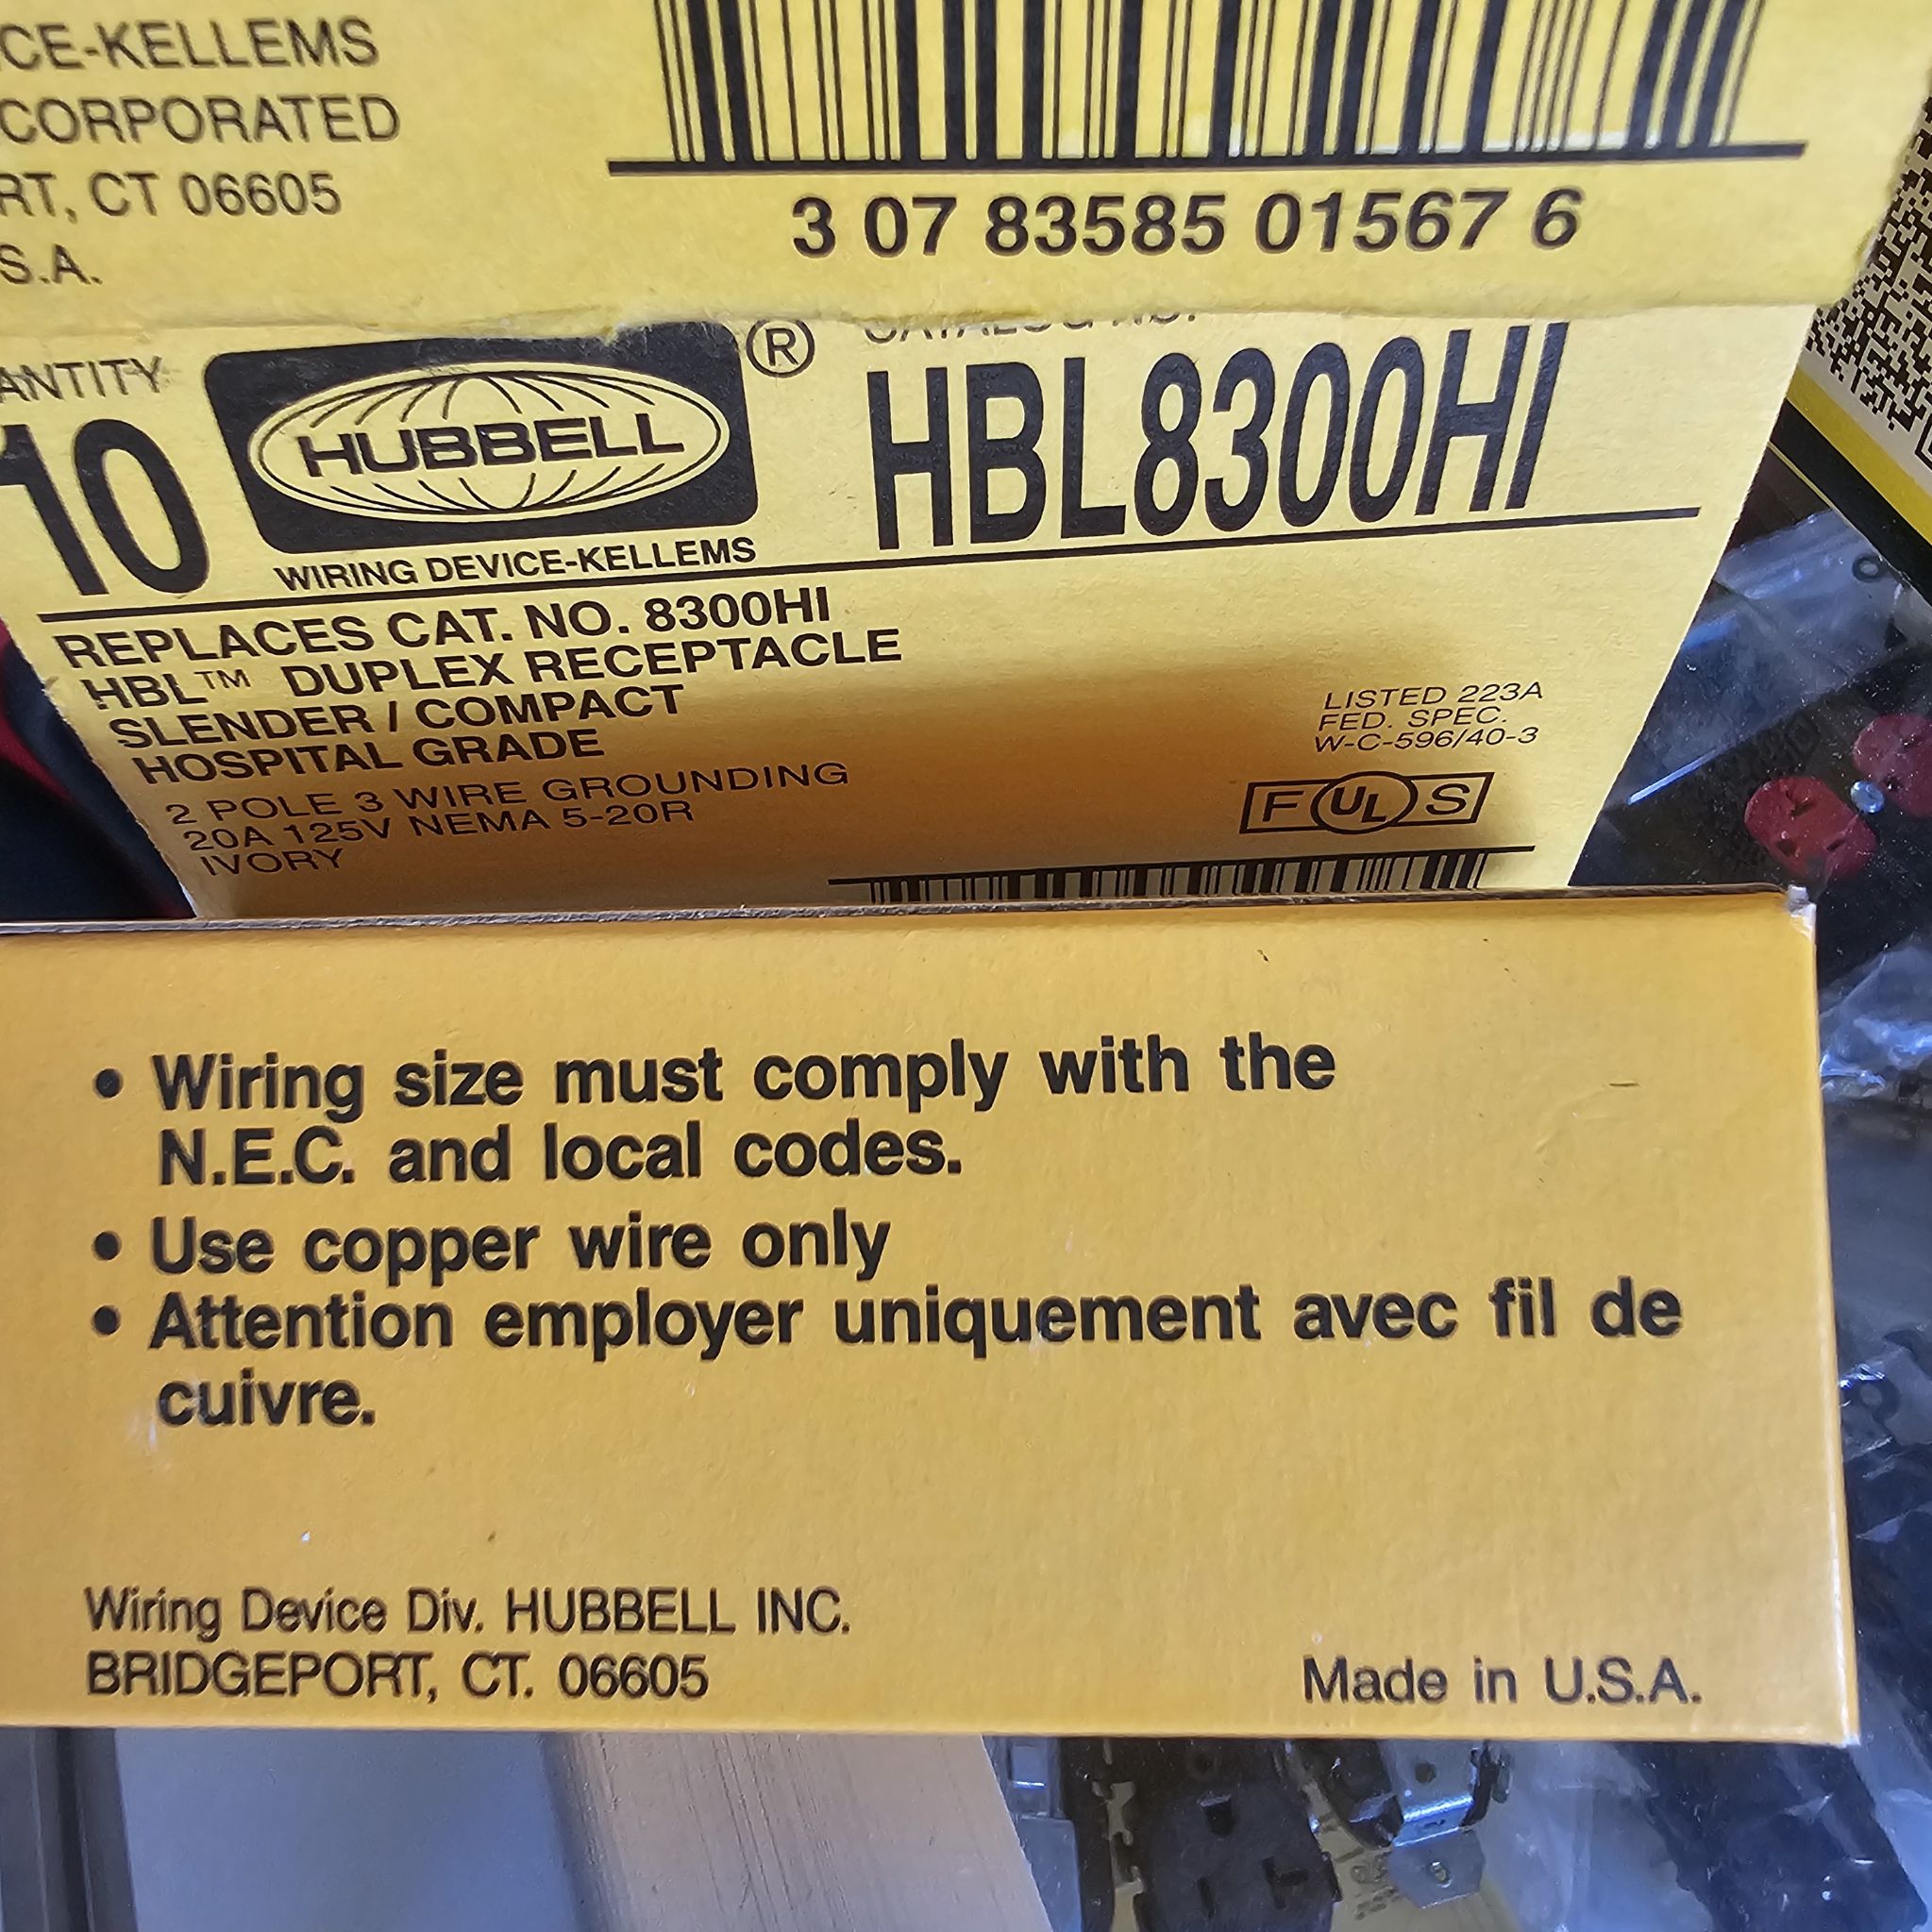 CE-KELLEMS
CORPORATED
RT, CT 06605
S.A.
3 07 83585 01567 6
ANTITY
10
HUBBELL
®
WIRING DEVICE-KELLEMS
CATALOG NO.
HBL8300HI
REPLACES CAT. NO. 8300HI
HBL™ DUPLEX RECEPTACLE
SLENDER / COMPACT
HOSPITAL GRADE
2 POLE 3 WIRE GROUNDING
20A 125V NEMA 5-20R
IVORY
LISTED 223A
FED. SPEC.
W-C-596/40-3
F UL S
• Wiring size must comply with the
N.E.C. and local codes.
• Use copper wire only
• Attention employer uniquement avec fil de
cuivre.
Wiring Device Div. HUBBELL INC.
BRIDGEPORT, CT. 06605
Made in U.S.A.